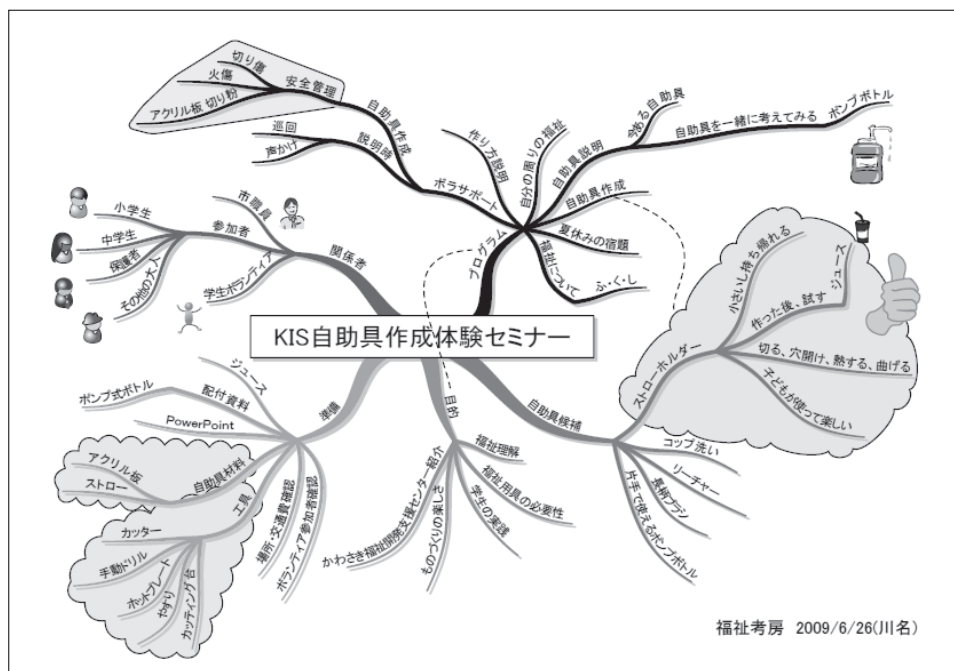 切り傷
火傷
アクリル板 切り粉
安全管理
自助具作成
巡回
声かけ
説明時
ボラサポート
作り方説明
自分の周りの福祉
自助具説明
今ある自助具
自助具を一緒に考えてみる
ポンプボトル
自助具作成
夏休みの宿題
福祉について
ふ・く・し
プログラム
小学生
中学生
保護者
その他の大人
参加者
市職員
学生ボランティア
関係者
KIS自助具作成体験セミナー
小さいし持ち帰れる
作った後、試す
ジュース
切る、穴開け、熱する、曲げる
子どもが使って楽しい
ストローホルダー
自助具候補
コップ洗い
リーチャー
長柄ブラシ
片手で使えるポンプボトル
目的
福祉理解
福祉用具の必要性
学生の実践
ものづくりの楽しさ
かわさき福祉開発支援センター紹介
準備
ジュース
配付資料
ポンプ式ボトル
PowerPoint
自助具材料
アクリル板
ストロー
工具
カッター
手動ドリル
ホットプレート
やすり
カッティング台
場所・交通費確認
ボランティア参加者確認
福祉考房 2009/6/26(川名)